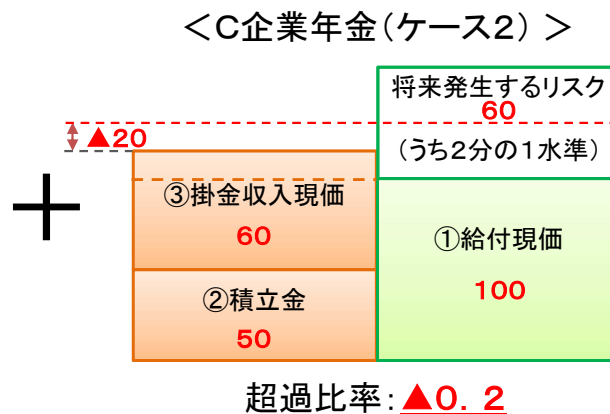 ＜C企業年金（ケース2）＞
将来発生するリスク
60
▲20
（うち2分の1水準）
＋
③掛金収入現価
60
①給付現価
100
②積立金
50
超過比率：▲0．2